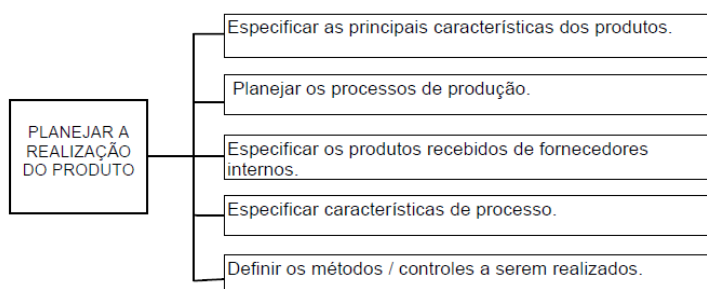 Especificar as principais características dos produtos.
Planejar os processos de produção.
PLANEJAR A
REALIZAÇÃO
DO PRODUTO
Especificar os produtos recebidos de fornecedores
internos.
Especificar características de processo.
Definir os métodos / controles a serem realizados.